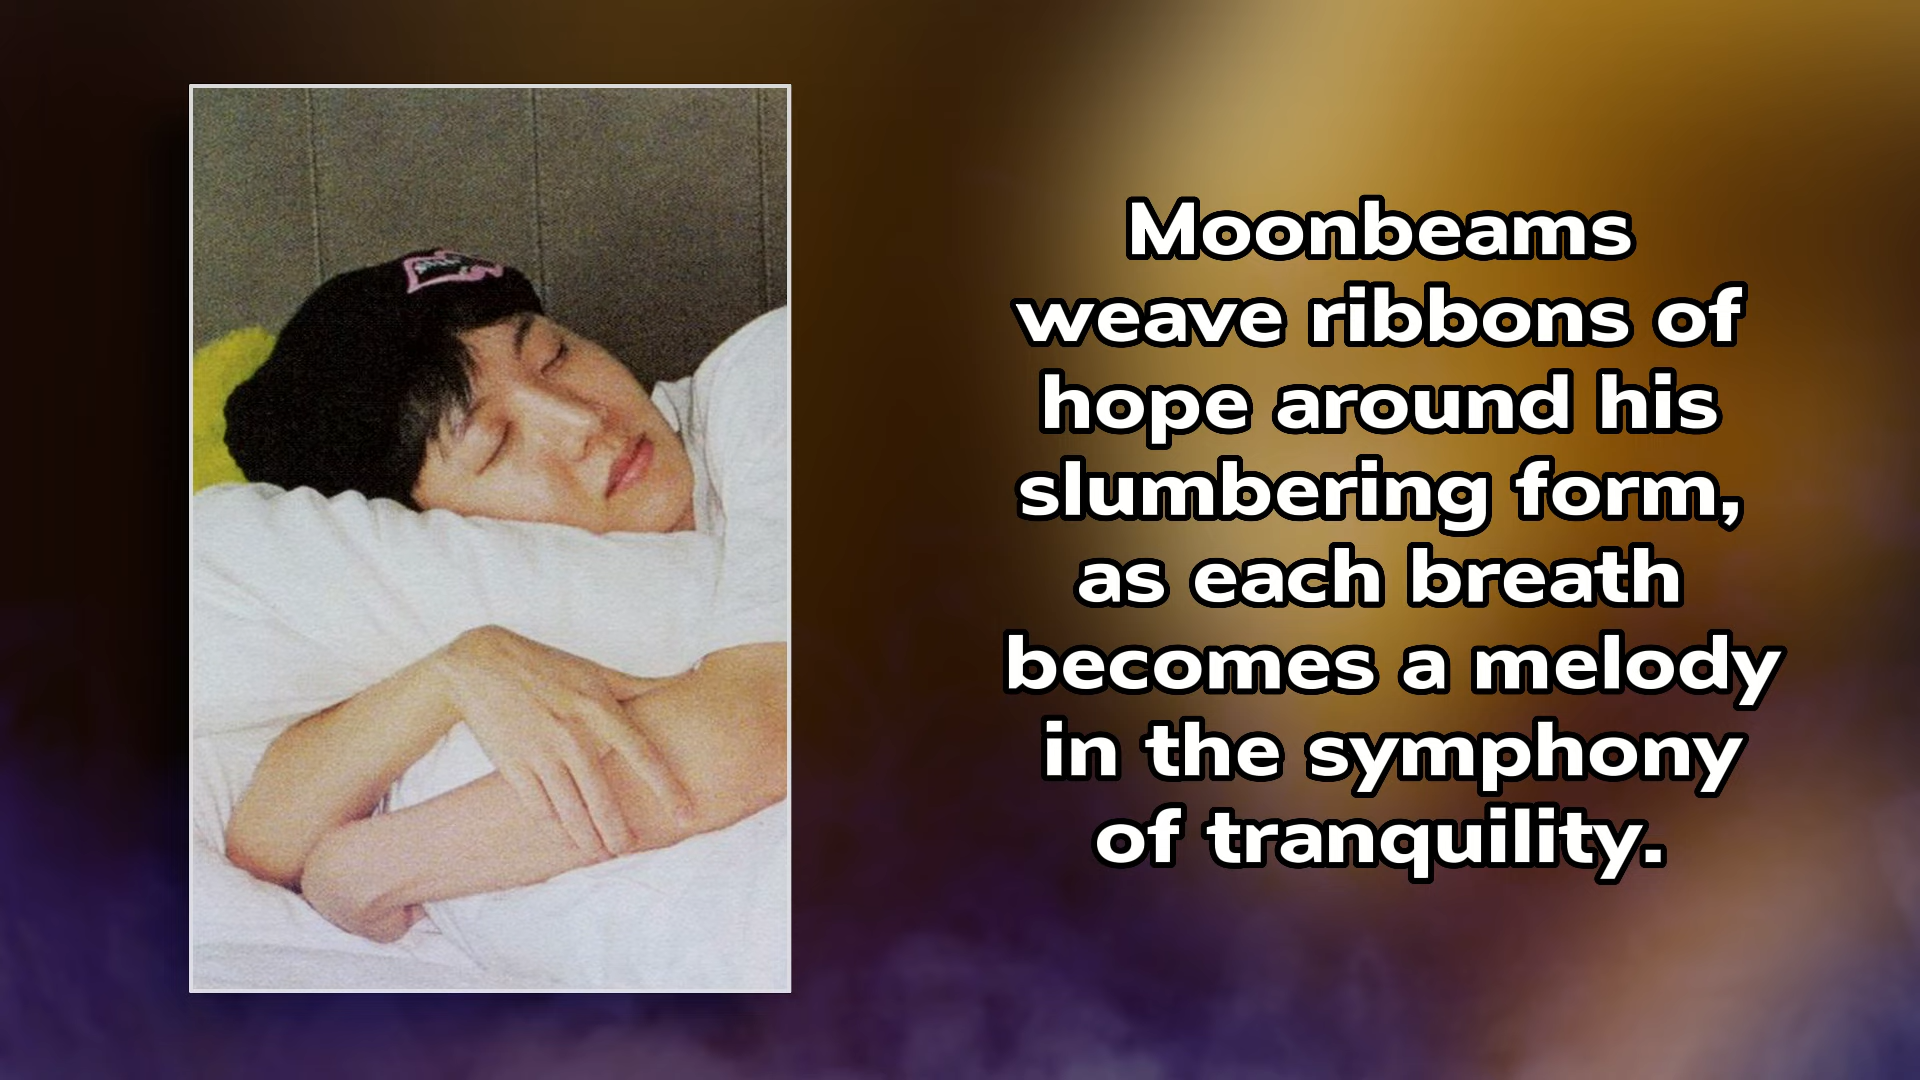 Moonbeams
weave ribbons of
hope around his
slumbering form,
as each breath
becomes a melody
in the symphony
of tranquility.